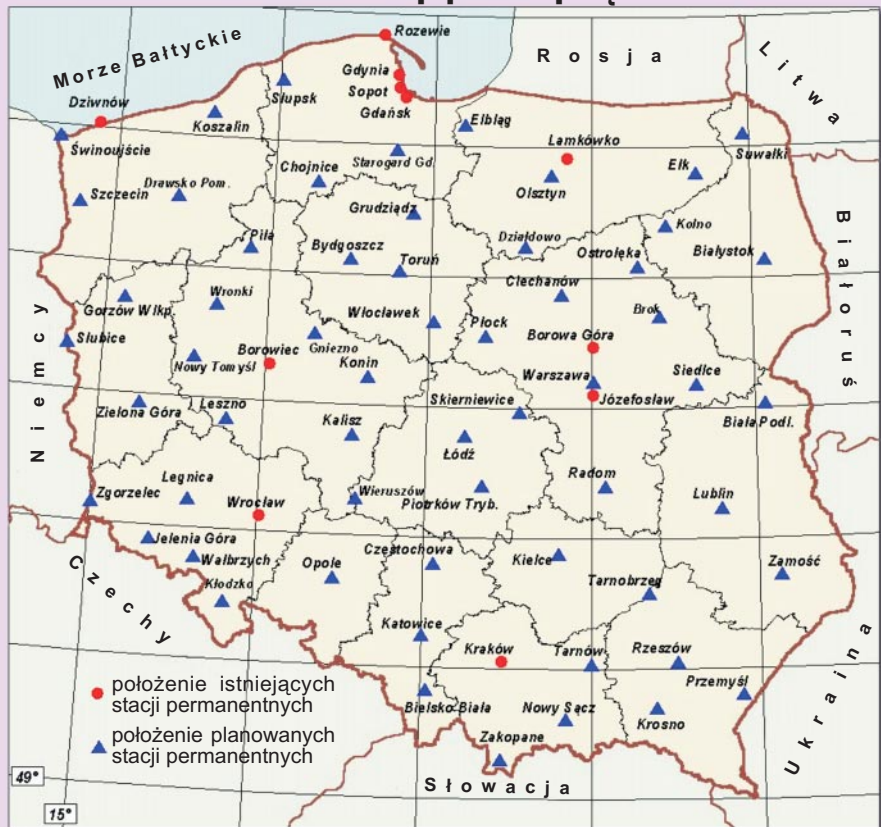 Rozewie
Morze Bałtyckie
Rosja
Litwa
Gdynia
Dziwnów
Słupsk
Sopot
Gdańsk
Koszalin
Elbląg
Lamkówko
Świnoujście
Suwałki
Chojnice
Starogard Gd.
Ełk
Szczecin
Drawsko Pom.
Olsztyn
Grudziądz
Kolno
Białoruś
Piła
Bydgoszcz
Działdowo
Ostrołęka
Białystok
Toruń
Ciechanów
Wronki
Gorzów Wlkp.
Włocławek
Brok
Niemcy
Płock
Słubice
Borowiec
Gniezno
Borowa Góra
Nowy Tomyśl
Konin
Warszawa
Siedlce
Skierniewice
Józefosław
Zielona Góra
Leszno
Kalisz
Biała Podl.
Łódź
Legnica
Radom
Zgorzelec
Wrocław
Wieruszów
Piotrków Tryb.
Lublin
Jelenia Góra
Wałbrzych
Częstochowa
Kielce
Czechy
Opole
Zamość
Kłodzko
Tarnobrzeg
Katowice
Kraków
Tarnów
Rzeszów
Ukraina
Przemyśl
położenie istniejących
stacji permanentnych
Bielsko-Biała
Nowy Sącz
Krosno
położenie planowanych
stacji permanentnych
Zakopane
49°
Słowacja
15°